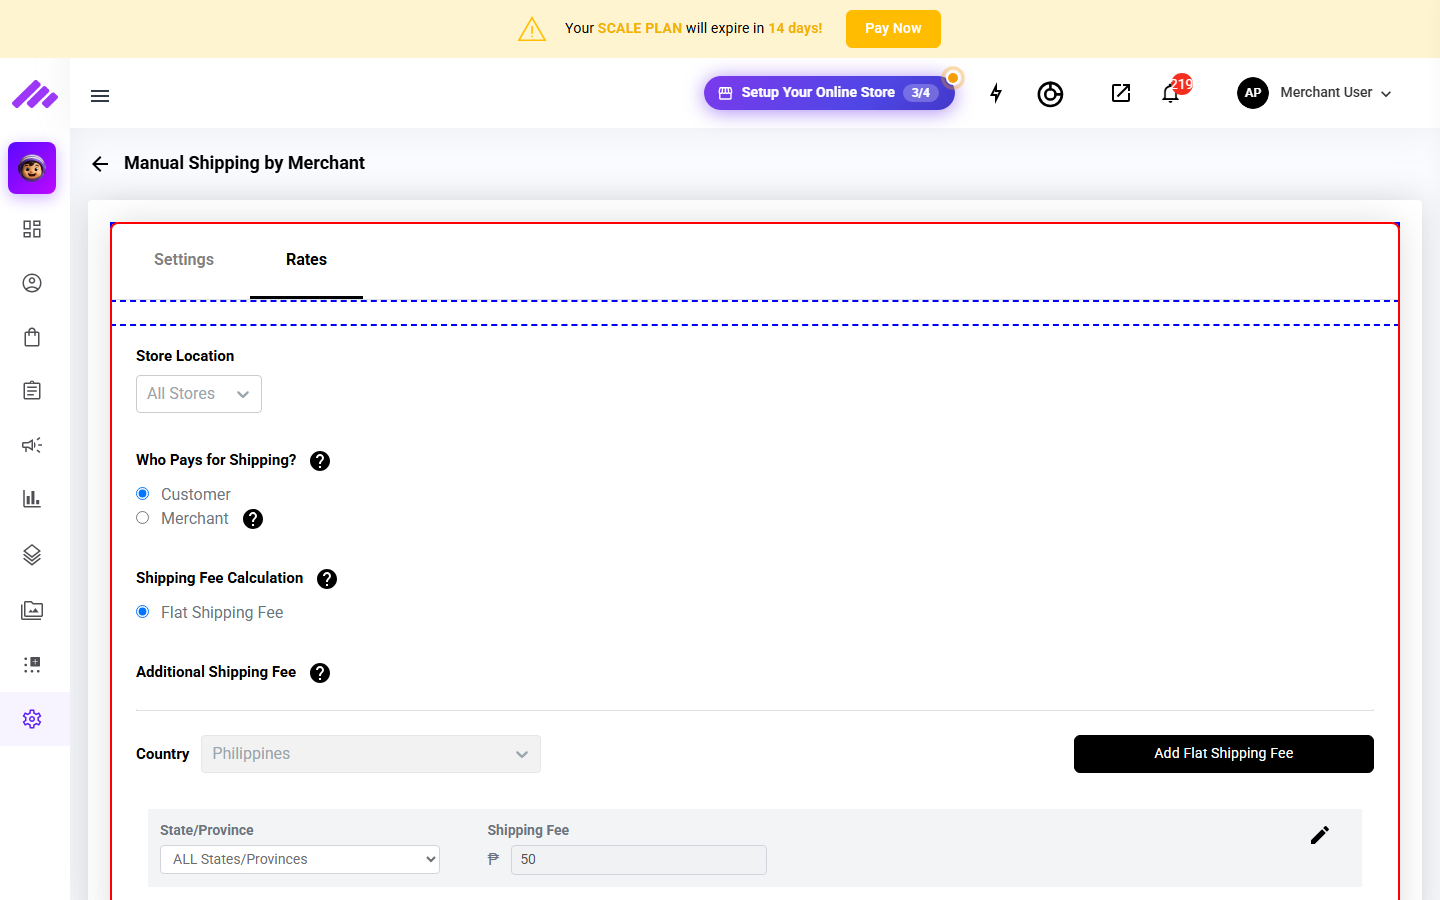 Your SCALE PLAN will expire in 14 days!
Pay Now
Setup Your Online Store 3/4
219
AP
Merchant User
Manual Shipping by Merchant
Settings
Rates
Store Location
All Stores
Who Pays for Shipping?
Customer
Merchant
Shipping Fee Calculation
Flat Shipping Fee
Additional Shipping Fee
Country
Philippines
Add Flat Shipping Fee
State/Province
Shipping Fee
ALL States/Provinces
₱ 50